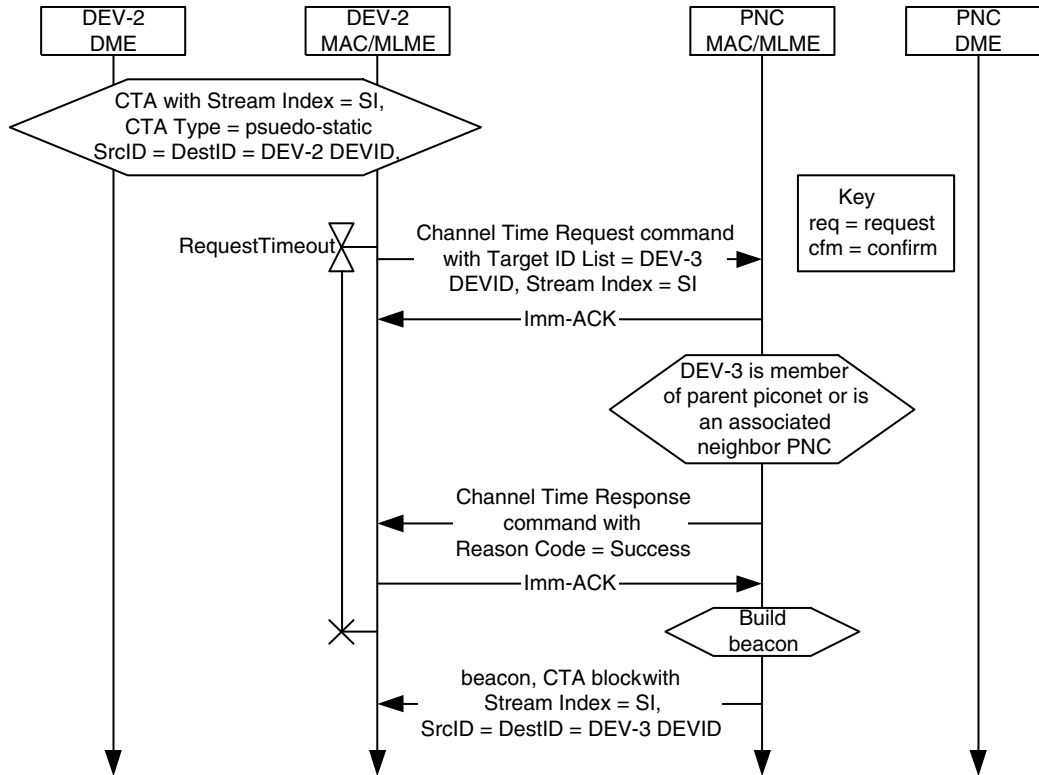 DEV-2
DME
DEV-2
MAC/MLME
PNC
MAC/MLME
PNC
DME
CTA with Stream Index = SI,
CTA Type = psuedo-static
SrcID = DestID = DEV-2 DEVID,
Key
req = request
cfm = confirm
RequestTimeout
Channel Time Request command
with Target ID List = DEV-3
DEVID, Stream Index = SI
Imm-ACK
DEV-3 is member
of parent piconet or is
an associated
neighbor PNC
Channel Time Response
command with
Reason Code = Success
Imm-ACK
Build
beacon
beacon, CTA blockwith
Stream Index = SI,
SrcID = DestID = DEV-3 DEVID